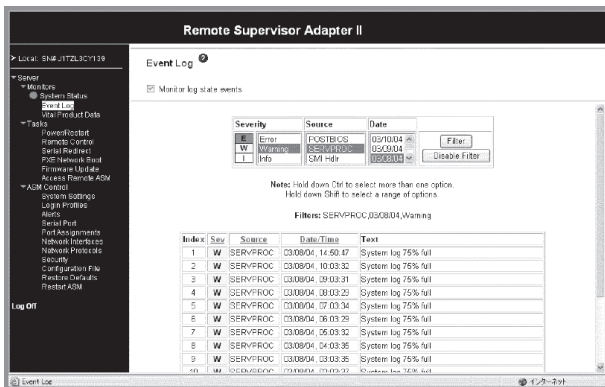 Remote Supervisor Adapter II
Local: SN# J1TZL3CY139
Server
Monitors
System Status
Event Log
Vital Product Data
Tasks
Power/Restart
Remote Control
Serial Redirect
PXE Network Boot
Firmware Update
Access Remote ASM
ASM Control
System Settings
Login Profiles
Alerts
Serial Port
Port Assignments
Network Interfaces
Network Protocols
Security
Configuration File
Restore Defaults
Restart ASM
Log Off
Event Log ?
Monitor log state events
Severity Source Date
E Error POSTBIOS 03/10/04
W Warning SERVPROC 03/09/04
I Info SMI Hdlr 03/08/04
Filter
Disable Filter
Note: Hold down Ctrl to select more than one option.
Hold down Shift to select a range of options.
Filters: SERVPROC,03/08/04,Warning
Index Sev Source Date/Time Text
1 W SERVPROC 03/08/04, 14:50:47 System log 75% full
2 W SERVPROC 03/08/04, 10:03:32 System log 75% full
3 W SERVPROC 03/08/04, 09:03:31 System log 75% full
4 W SERVPROC 03/08/04, 08:03:29 System log 75% full
5 W SERVPROC 03/08/04, 07:03:34 System log 75% full
6 W SERVPROC 03/08/04, 06:03:29 System log 75% full
7 W SERVPROC 03/08/04, 05:03:32 System log 75% full
8 W SERVPROC 03/08/04, 04:03:35 System log 75% full
9 W SERVPROC 03/08/04, 03:03:35 System log 75% full
10 W SERVPROC 03/08/04, System log 75% full
Event Log
インターネット